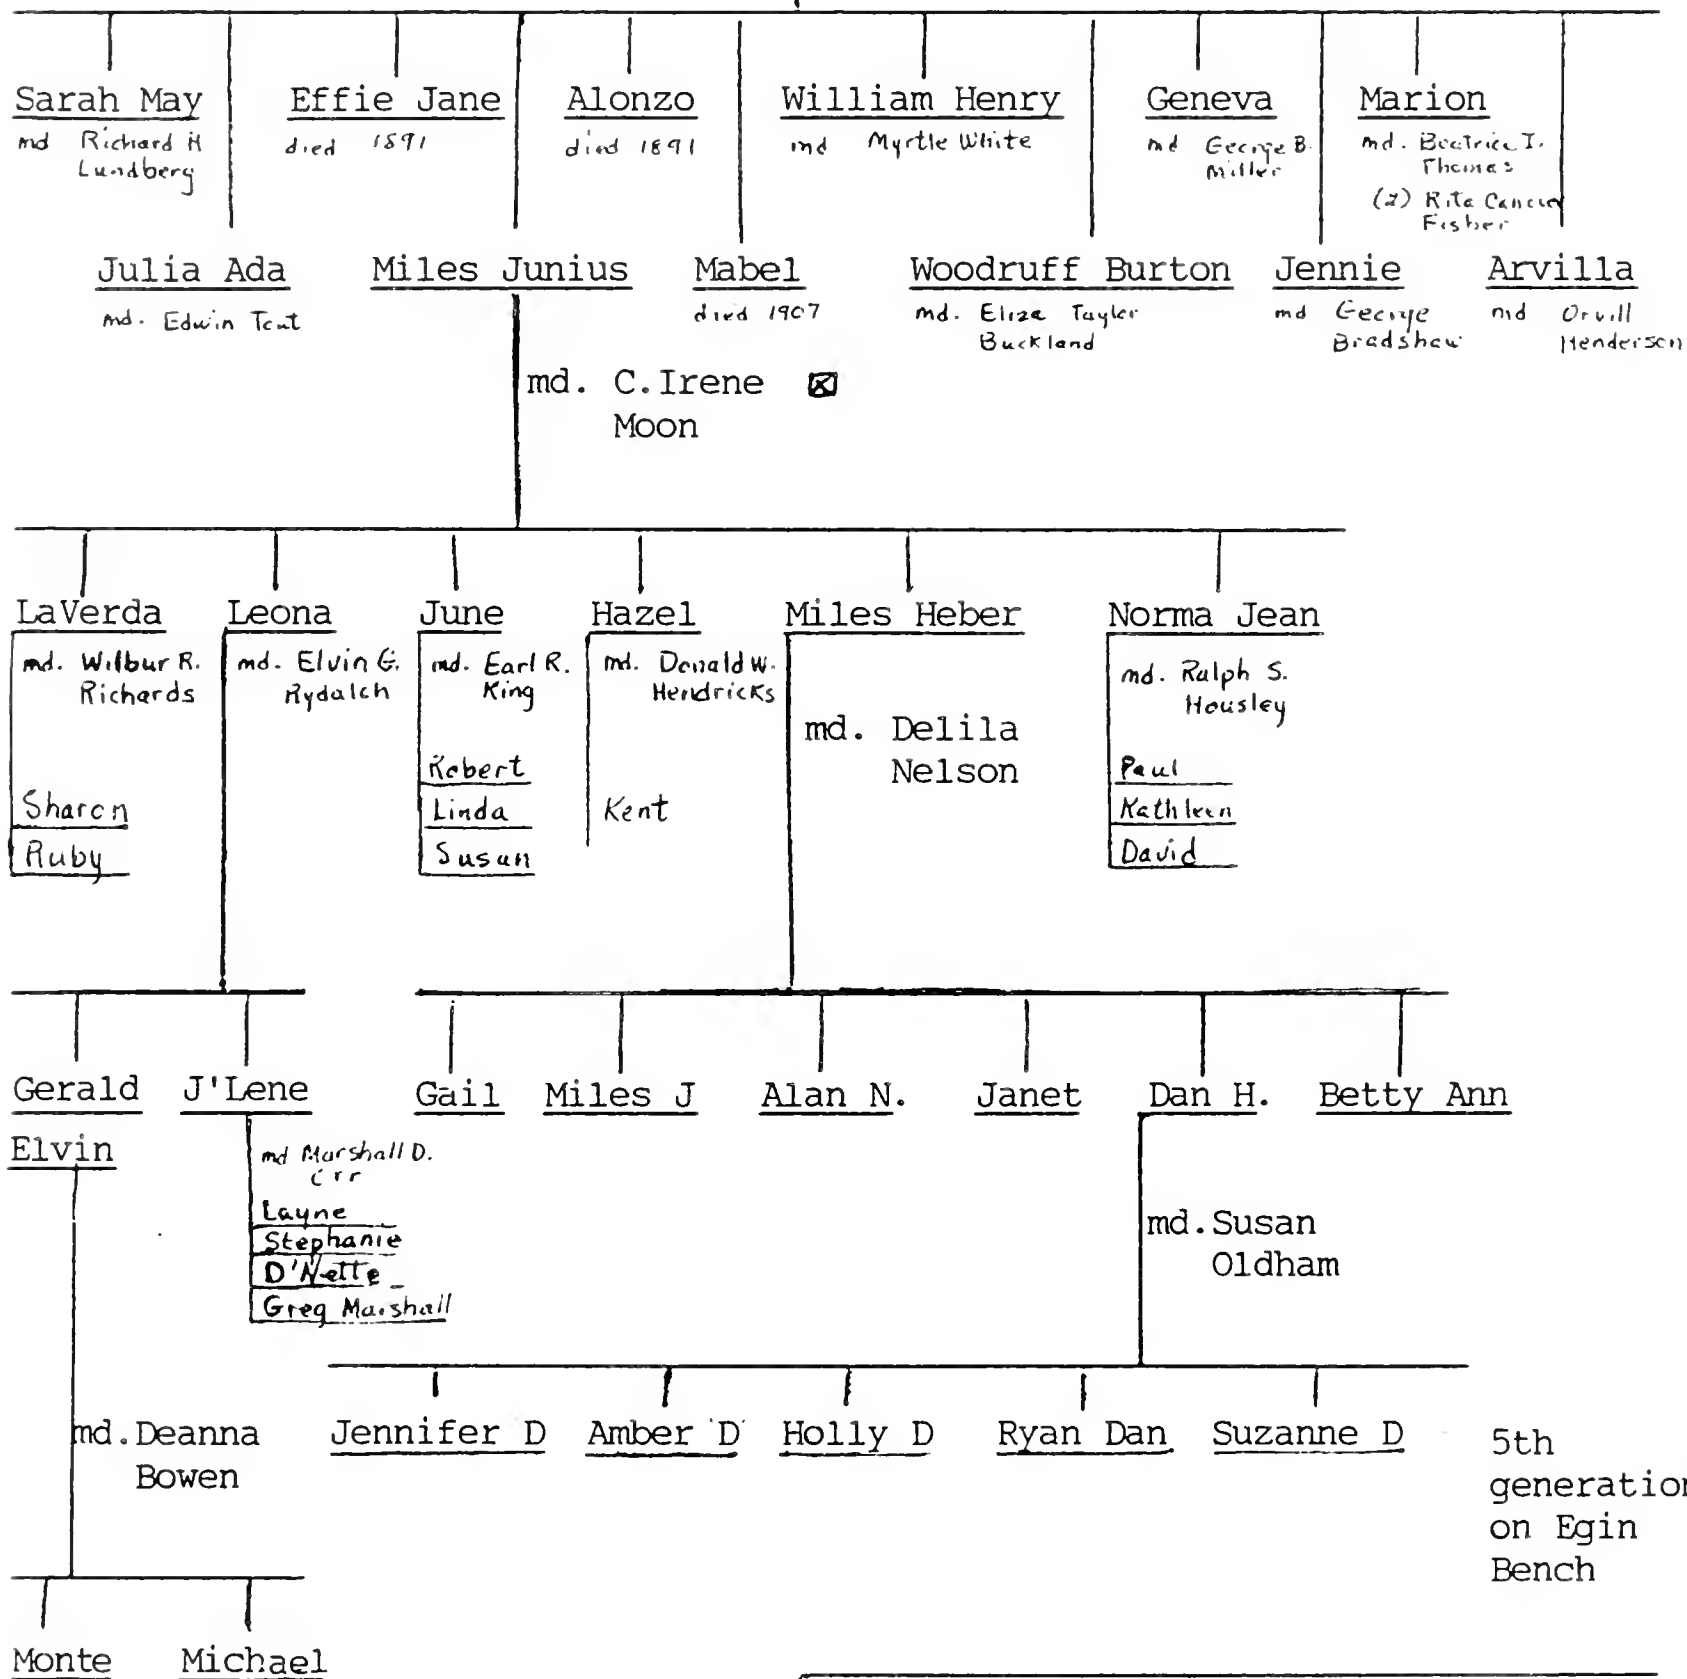 Sarah May Effie Jane Alonzo William Henry Geneva Marion
md Richard H died 1891 died 1891 md Myrtle White md George B. md. Beatrice I.
Lundberg Miller Thomas
(2) Rita
Fisher
Julia Ada Miles Junius Mabel Woodruff Burton Jennie Arvilla
md. Edwin died 1907 md. Eliza Taylor md George md Orvill
Buckland Bradshaw Henderson
md. C.Irene
Moon
LaVerda Leona June Hazel Miles Heber Norma Jean
md. Wilbur R. md. Elvin G. md. Earl R. md. Donald W. md. Ralph S.
Richards Rydalch King Hendricks Housley
md. Delila
Nelson
Robert Paul
Sharon Linda Kent Kathleen
Ruby Susan David
Gerald J'Lene Gail Miles J Alan N. Janet Dan H. Betty Ann
Elvin md Marshall D.
Orr
Layne
Stephanie
D'Nette
Greg Marshall
md.Susan
Oldham
md.Deanna Jennifer D Amber D Holly D Ryan Dan Suzanne D
Bowen
5th
generation
on Egin
Bench
Monte Michael